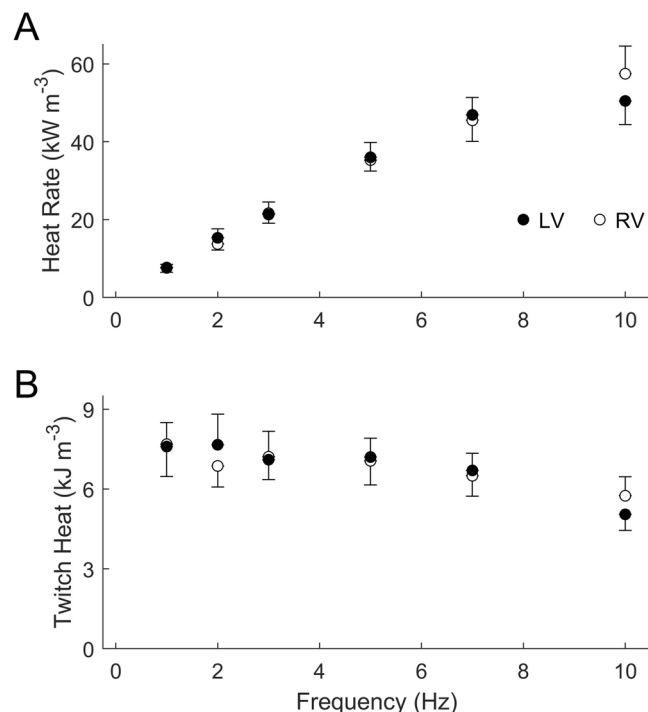 A
Heat Rate (kW m-3)
60
40
20
0
LV RV
0 2 4 6 8 10
B
Twitch Heat (kJ m-3)
9
6
3
0
0 2 4 6 8 10
Frequency (Hz)